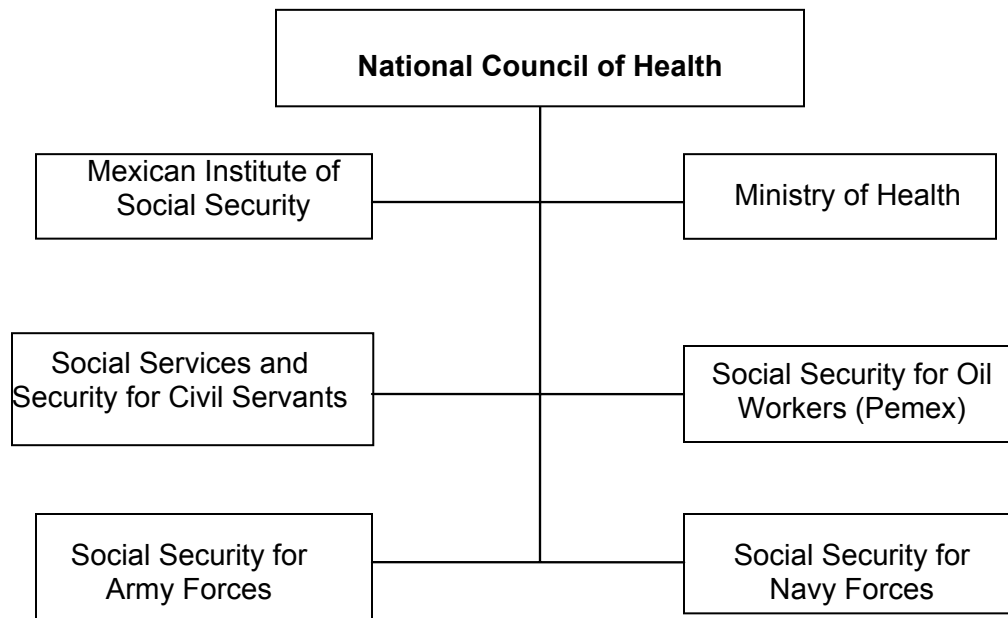 National Council of Health
Mexican Institute of
Social Security
Ministry of Health
Social Services and
Security for Civil Servants
Social Security for Oil
Workers (Pemex)
Social Security for
Army Forces
Social Security for
Navy Forces